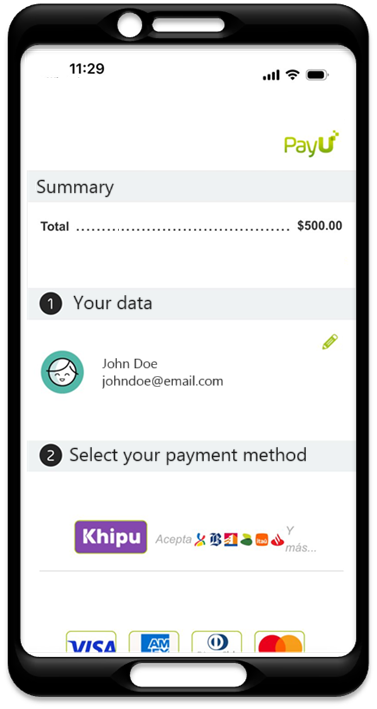 11:29
PayU
Summary
Total ........................................ $500.00
1 Your data
John Doe
johndoe@email.com
2 Select your payment method
Khipu Acepta Y
más...
VISA AM